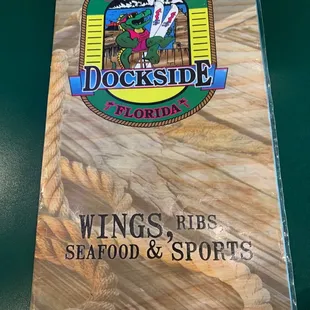 DOCKSIDE
FLORIDA
WINGS, RIBS
SEAFOOD & SPORTS